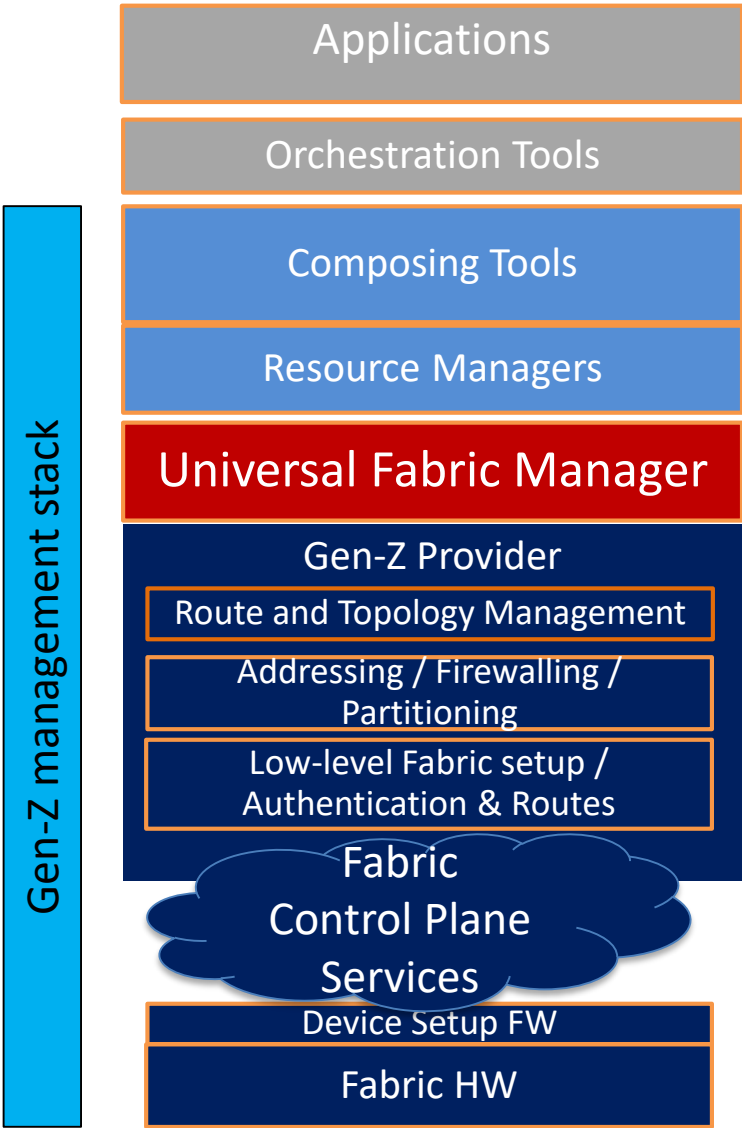 Applications
Orchestration Tools
Composing Tools
Resource Managers
Universal Fabric Manager
Gen-Z Provider
Route and Topology Management
Addressing / Firewalling /
Partitioning
Low-level Fabric setup /
Authentication & Routes
Fabric
Control Plane
Services
Device Setup FW
Fabric HW
Gen-Z management stack